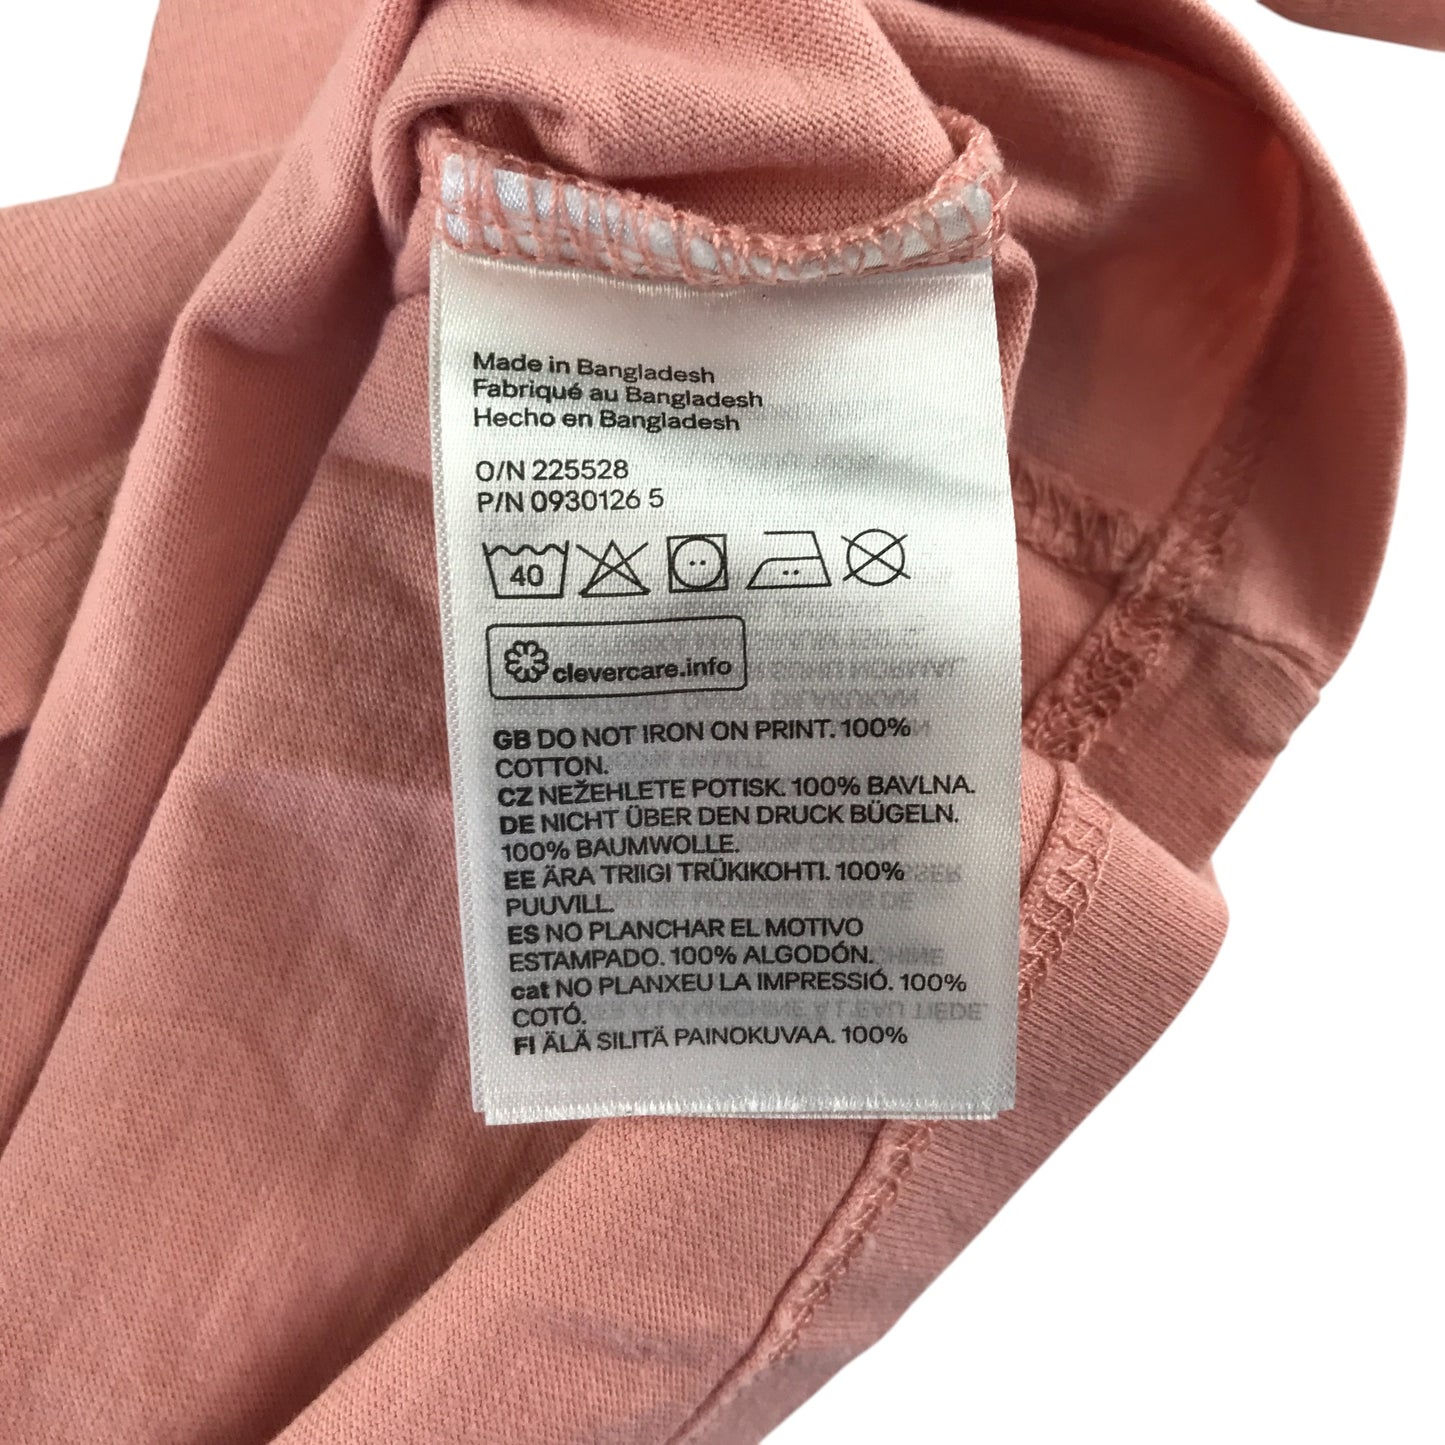 Made in Bangladesh
Fabriqué au Bangladesh
Hecho en Bangladesh
O/N 225528
P/N 0930126 5
40
clevercare.info
GB DO NOT IRON ON PRINT. 100%
COTTON.
CZ NEŽEHLETE POTISK. 100% BAVLNA.
DE NICHT ÜBER DEN DRUCK BÜGELN.
100% BAUMWOLLE.
EE ÄRA TRIIGI TRÜKIKOHTI. 100%
PUUVILL.
ES NO PLANCHAR EL MOTIVO
ESTAMPADO. 100% ALGODÓN.
cat NO PLANXEU LA IMPRESSIÓ. 100%
COTÓ.
FI ÄLÄ SILITÄ PAINOKUVAA. 100%